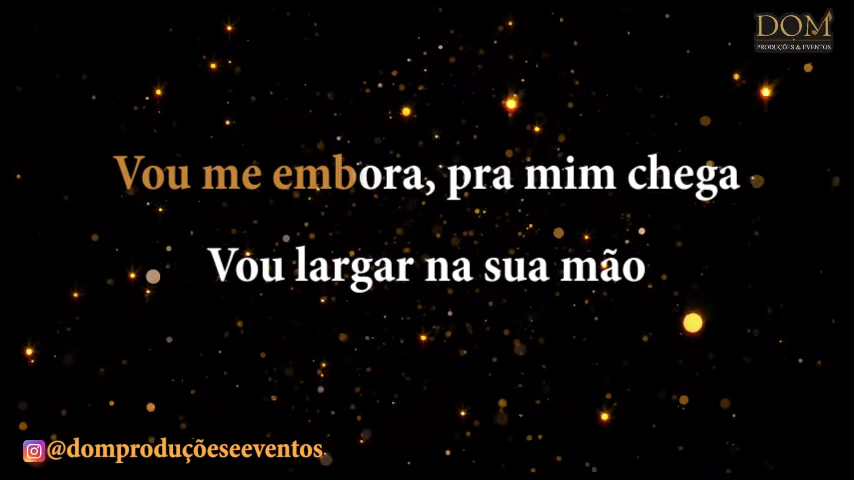 DOM
PRODUÇÕES & EVENTOS
Vou me embora, pra mim chega
Vou largar na sua mão
@domproduçõeseeventos